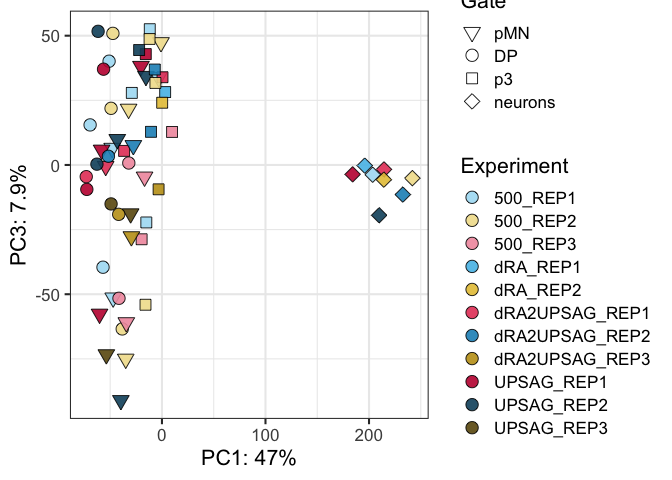 Gate
pMN
DP
p3
neurons
Experiment
500_REP1
500_REP2
500_REP3
dRA_REP1
dRA_REP2
dRA2UPSAG_REP1
dRA2UPSAG_REP2
dRA2UPSAG_REP3
UPSAG_REP1
UPSAG_REP2
UPSAG_REP3
50
0
-50
PC3: 7.9%
0
100
200
PC1: 47%